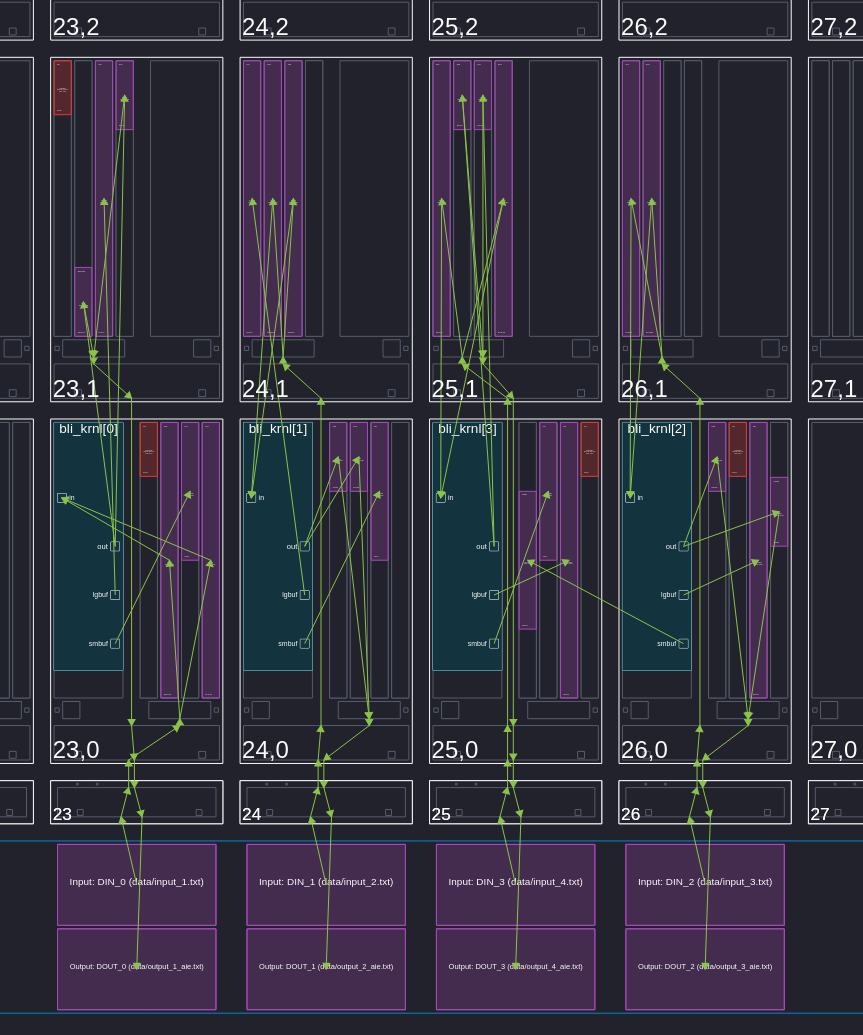 23,2
24,2
25,2
26,2
27,2
23,1
24,1
25,1
26,1
27,1
bli_krnl[0]
bli_krnl[1]
bli_krnl[3]
bli_krnl[2]
in
in
in
in
out
out
out
out
lgbuf
lgbuf
lgbuf
lgbuf
smbuf
smbuf
smbuf
smbuf
23,0
24,0
25,0
26,0
27,0
23
24
25
26
27
Input: DIN_0 (data/input_1.txt)
Input: DIN_1 (data/input_2.txt)
Input: DIN_3 (data/input_4.txt)
Input: DIN_2 (data/input_3.txt)
Output: DOUT_0 (data/output_1_aie.txt)
Output: DOUT_1 (data/output_2_aie.txt)
Output: DOUT_3 (data/output_4_aie.txt)
Output: DOUT_2 (data/output_3_aie.txt)